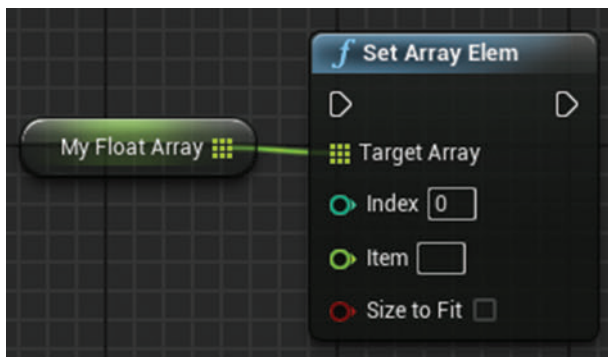 f Set Array Elem
My Float Array
Target Array
Index 0
Item
Size to Fit